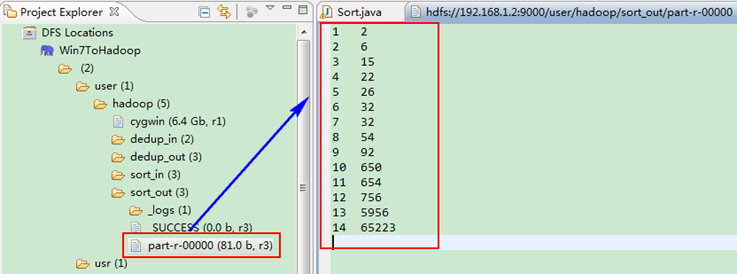 Project Explorer
DFS Locations
Win7ToHadoop
(2)
user (1)
hadoop (5)
cygwin (6.4 Gb, r1)
dedup_in (2)
dedup_out (3)
sort_in (3)
sort_out (3)
_logs (1)
_SUCCESS (0.0 b, r3)
part-r-00000 (81.0 b, r3)
usr (1)
Sort.java
hdfs://192.168.1.2:9000/user/hadoop/sort_out/part-r-00000
1 2
2 6
3 15
4 22
5 26
6 32
7 32
8 54
9 92
10 650
11 654
12 756
13 5956
14 65223